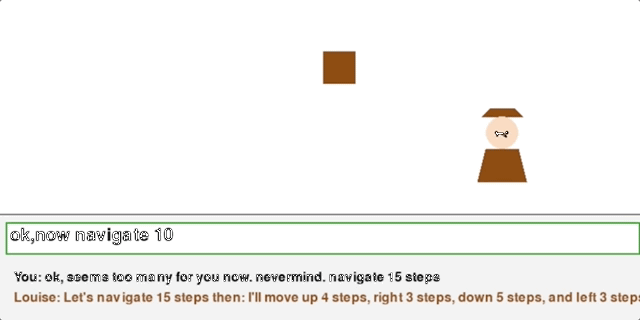 ok,now navigate 10
You: ok, seems too many for you now. nevermind. navigate 15 steps
Louise: Let's navigate 15 steps then: I'll move up 4 steps, right 3 steps, down 5 steps, and left 3 steps